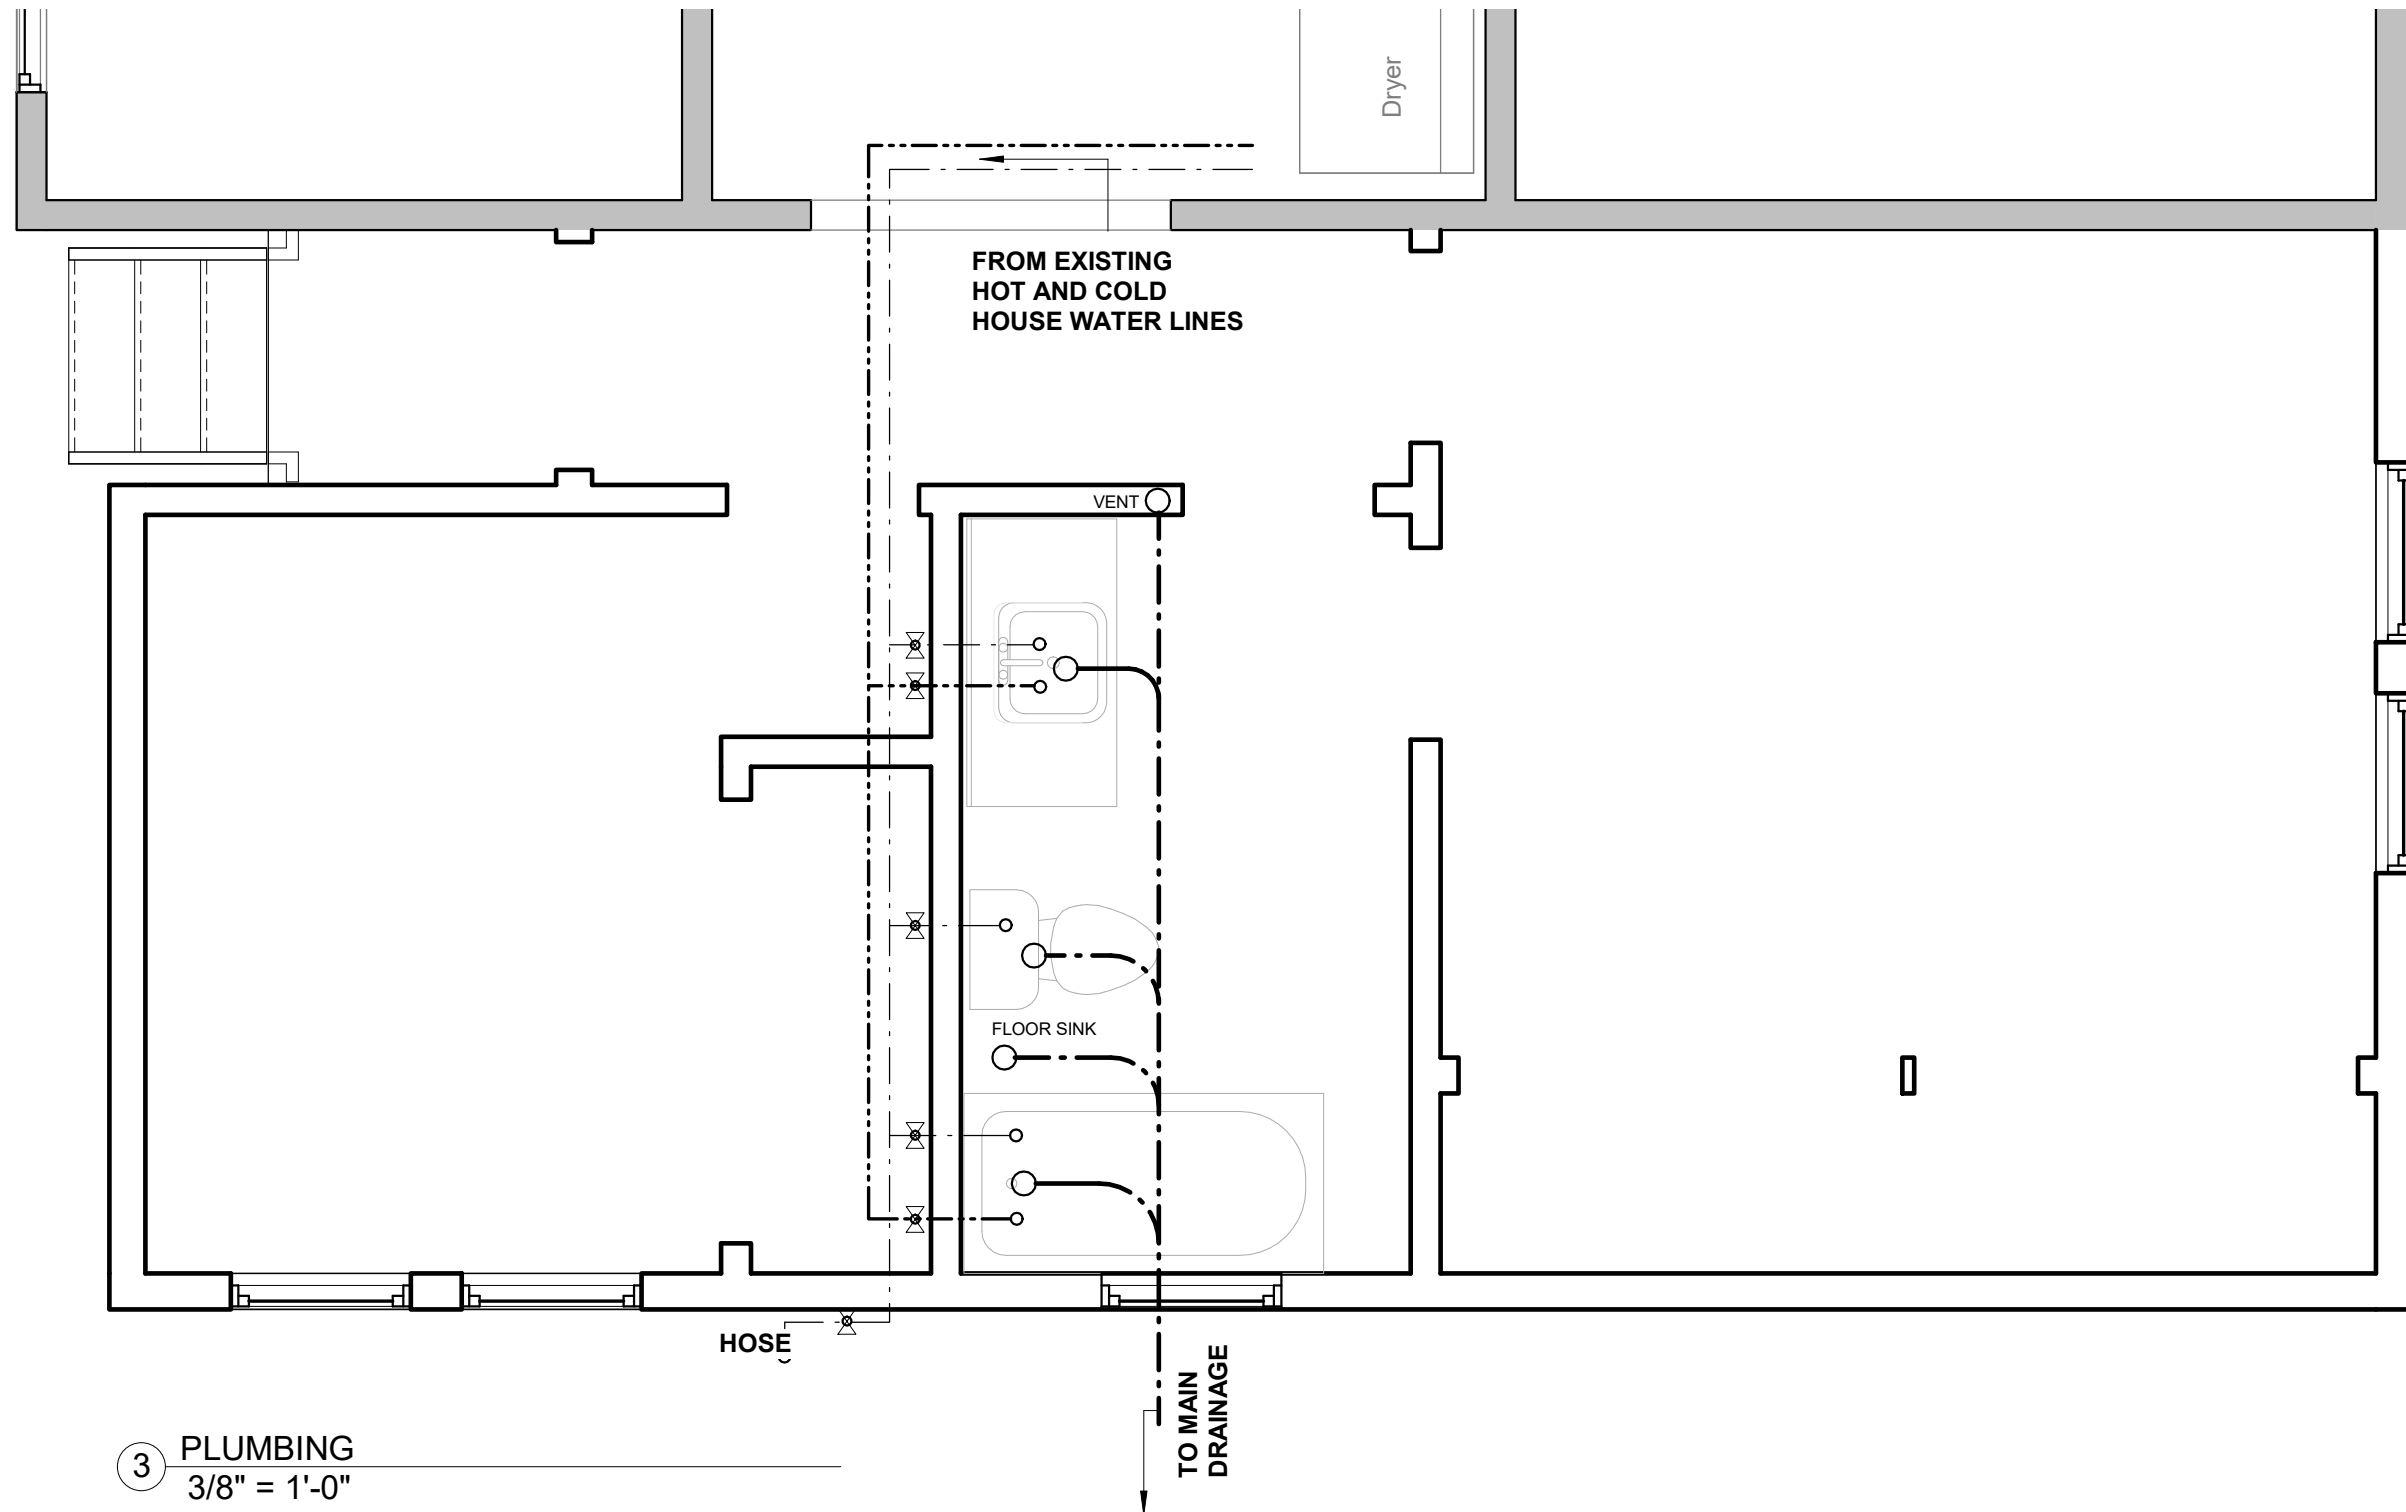 Dryer
FROM EXISTING
HOT AND COLD
HOUSE WATER LINES
VENT
FLOOR SINK
HOSE
TO MAIN
DRAINAGE
3
PLUMBING
3/8" = 1'-0"